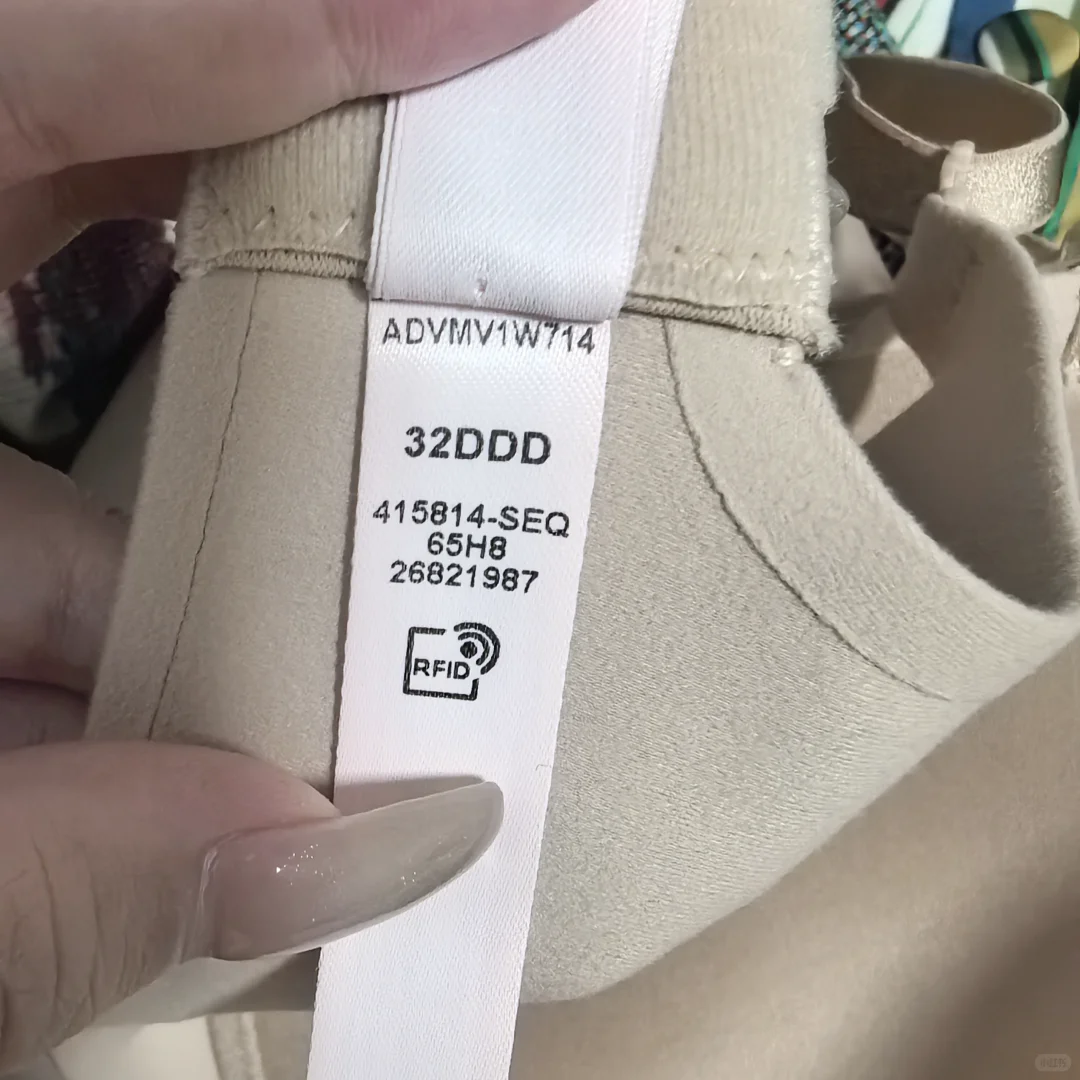 ADVMV1W714
32DDD
415814-SEQ
65H8
26821987
RFID